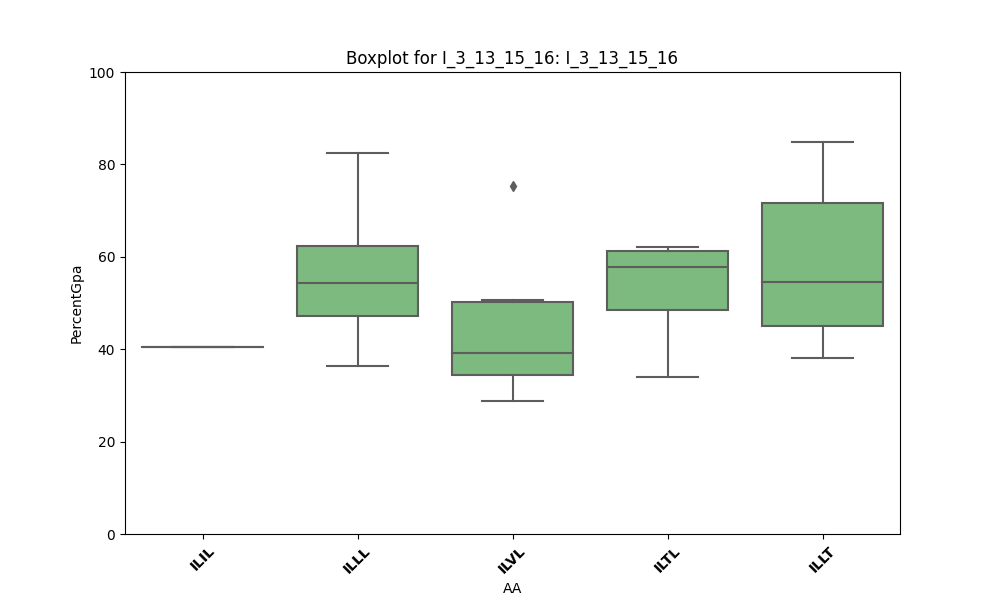 Boxplot for I_3_13_15_16: I_3_13_15_16
100
80
60
40
20
0
PercentGpa
ILIL
ILLL
ILVL
ILTL
ILLT
AA